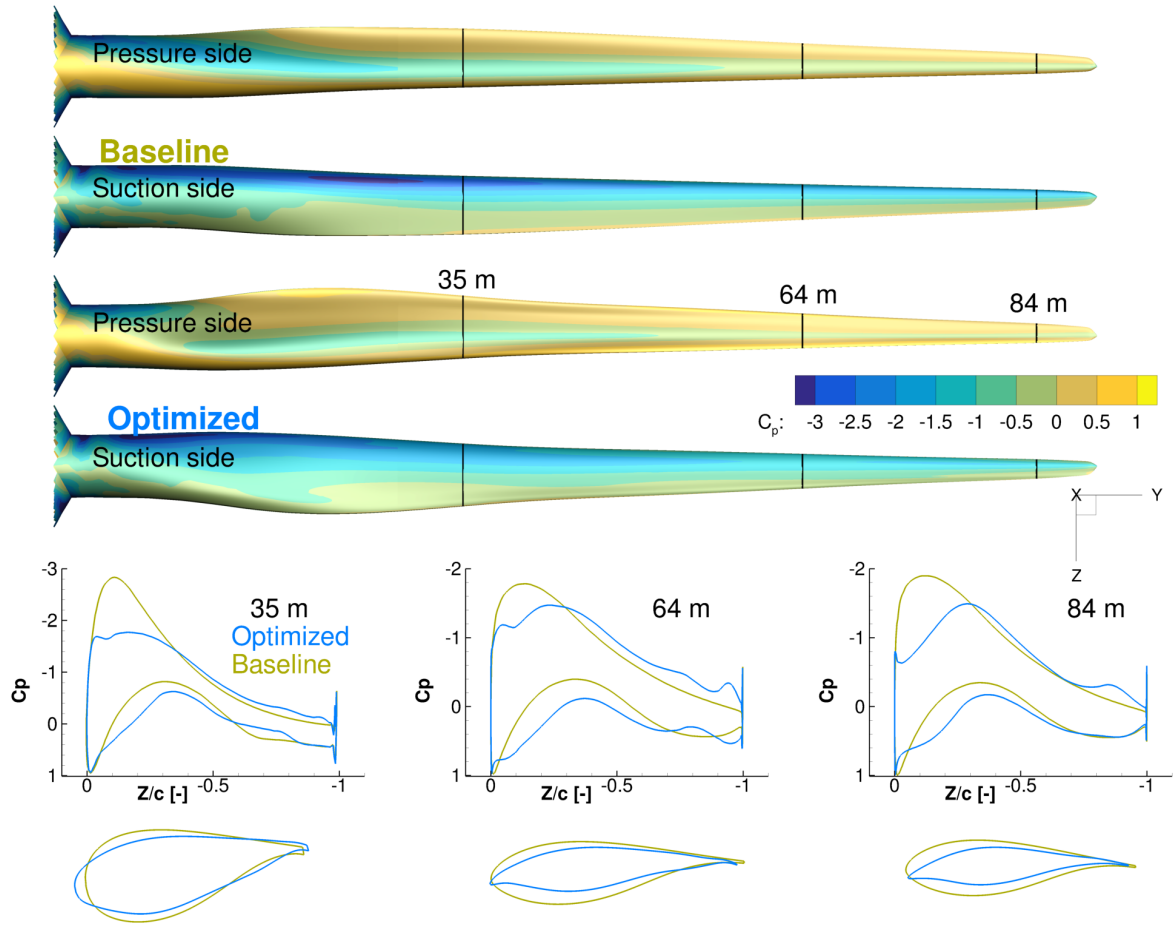 Pressure side
Baseline
Suction side
35 m
64 m
84 m
Pressure side
Optimized
Suction side
Cp:
-3 -2.5 -2 -1.5 -1 -0.5 0 0.5 1
X
Y
Z
-3
-2
-1
0
1
Cp
35 m
Optimized
Baseline
0 -0.5 -1
Z/c [-]
-2
-1
0
1
Cp
64 m
0 -0.5 -1
Z/c [-]
-2
-1
0
1
Cp
84 m
0 -0.5 -1
Z/c [-]